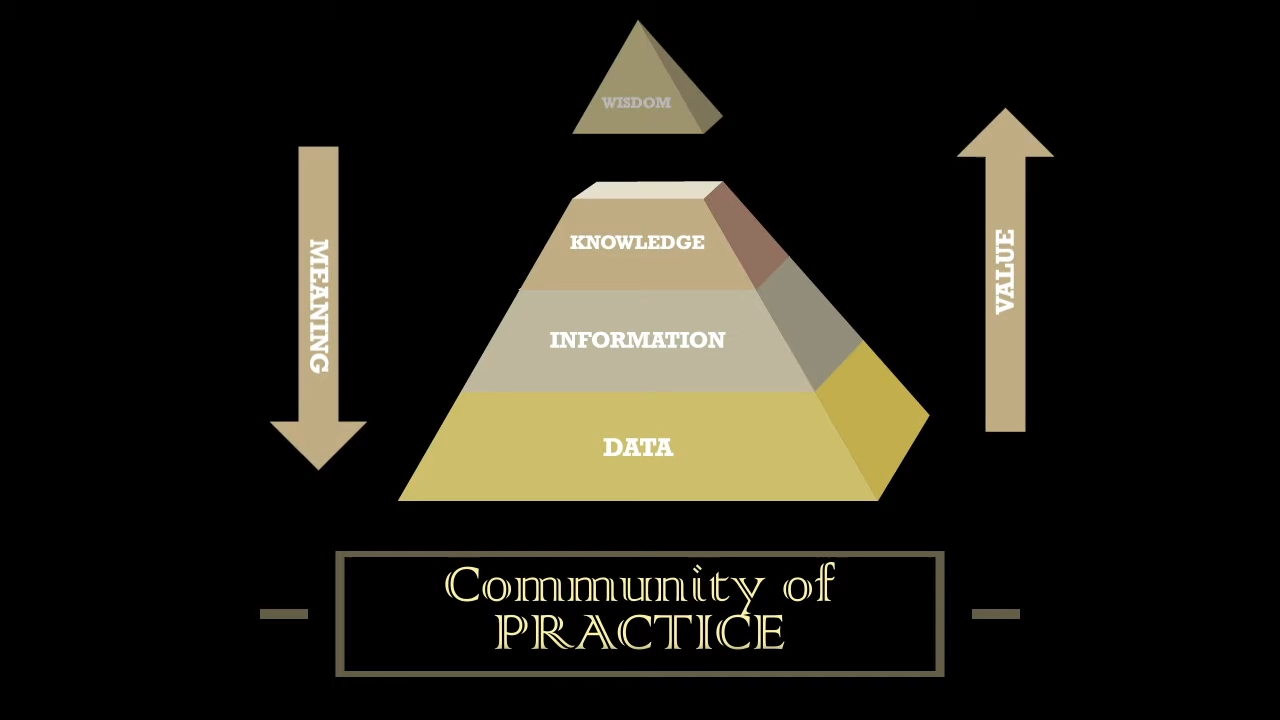 WISDOM
MEANING
VALUE
KNOWLEDGE
INFORMATION
DATA
Community of
PRACTICE